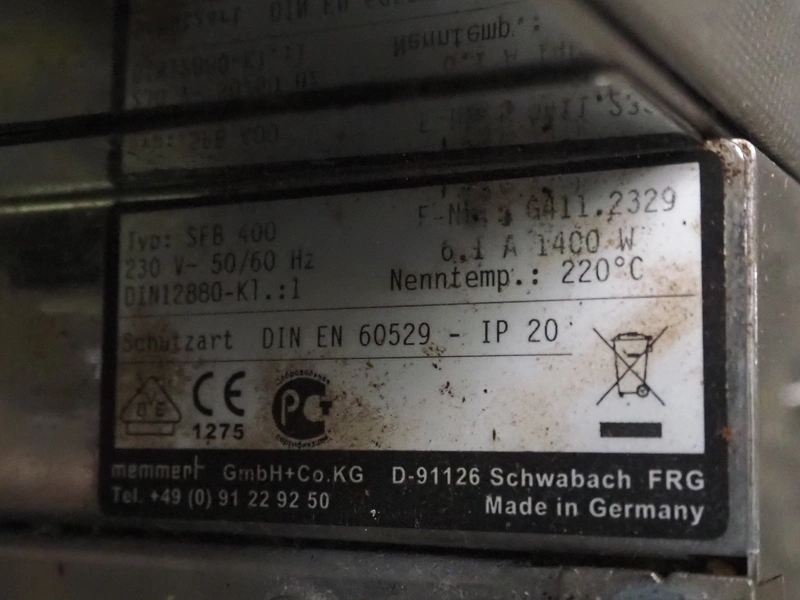 Typ: SFB 400
F-Nr.: G411.2329
230 V~ 50/60 Hz
6.1 A 1400 W
DIN12880-Kl.:1
Nenntemp.: 220°C
Schutzart DIN EN 60529 - IP 20
CE
1275
memmert GmbH+Co.KG D-91126 Schwabach FRG
Tel. +49 (0) 91 22 92 50
Made in Germany